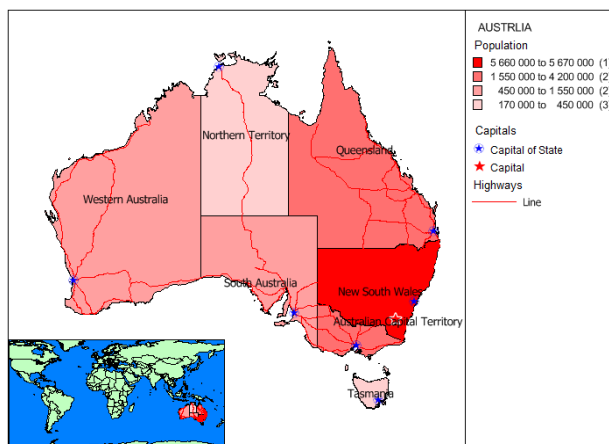 AUSTRLIA
Population
5 660 000 to 5 670 000 (1)
1 550 000 to 4 200 000 (2)
450 000 to 1 550 000 (2)
170 000 to 450 000 (3)
Capitals
Capital of State
Capital
Highways
Line
Northern Territory
Queensland
Western Australia
South Australia
New South Wales
Australian Capital Territory
Tasmania